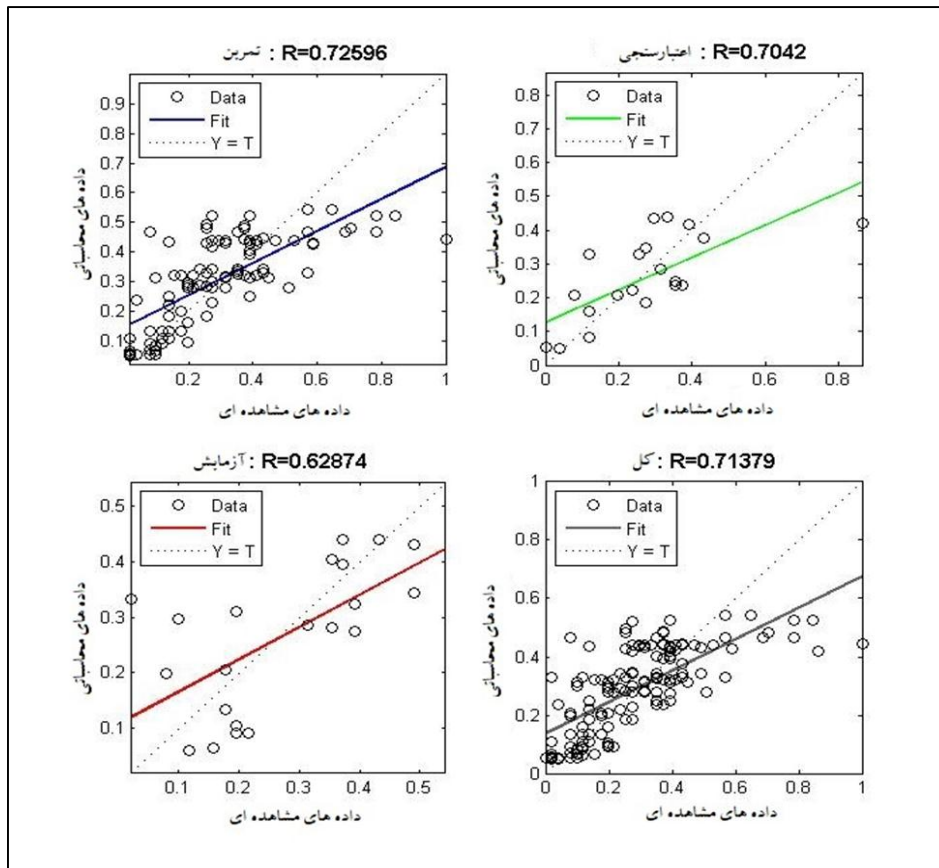 تمرین : R=0.72596
Data
Fit
Y = T
0.9
0.8
0.7
0.6
0.5
0.4
0.3
0.2
0.1
0.2
0.4
0.6
0.8
1
داده های محاسباتی
داده های مشاهده ای
اعتبارسنجی : R=0.7042
Data
Fit
Y = T
0.8
0.7
0.6
0.5
0.4
0.3
0.2
0.1
0
0
0.2
0.4
0.6
0.8
داده های محاسباتی
داده های مشاهده ای
آزمایش : R=0.62874
Data
Fit
Y = T
0.5
0.4
0.3
0.2
0.1
0.1
0.2
0.3
0.4
0.5
داده های محاسباتی
داده های مشاهده ای
کل : R=0.71379
Data
Fit
Y = T
1
0.8
0.6
0.4
0.2
0
0
0.2
0.4
0.6
0.8
1
داده های محاسباتی
داده های مشاهده ای